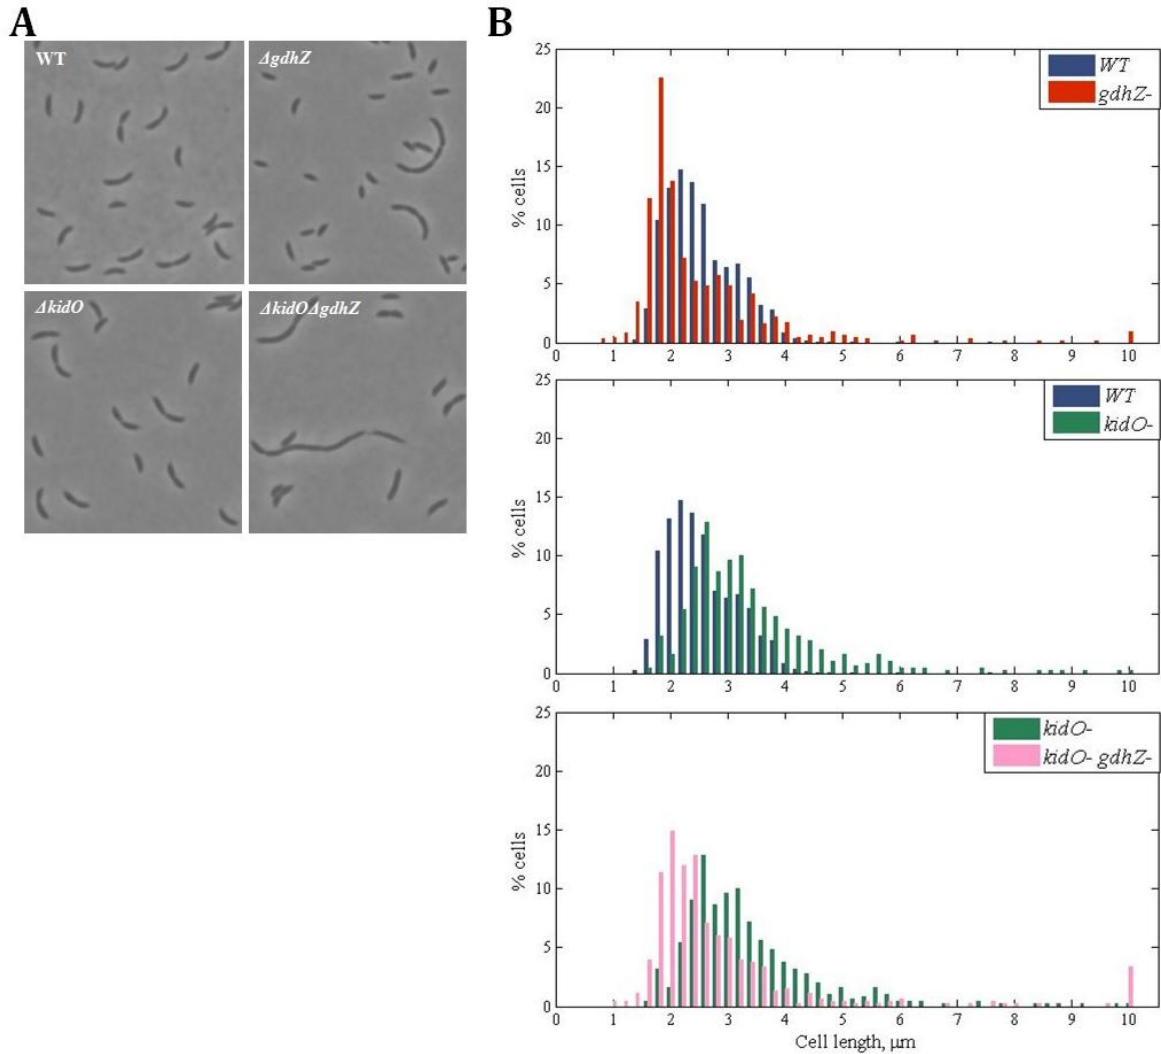 A
B
WT
ΔgdhZ
ΔkidO
ΔkidOΔgdhZ
25
20
15
10
5
0
% cells
WT
gdhZ-
0 1 2 3 4 5 6 7 8 9 10
25
20
15
10
5
0
% cells
WT
kidO-
0 1 2 3 4 5 6 7 8 9 10
25
20
15
10
5
0
% cells
kidO-
kidO- gdhZ-
0 1 2 3 4 5 6 7 8 9 10
Cell length, μm